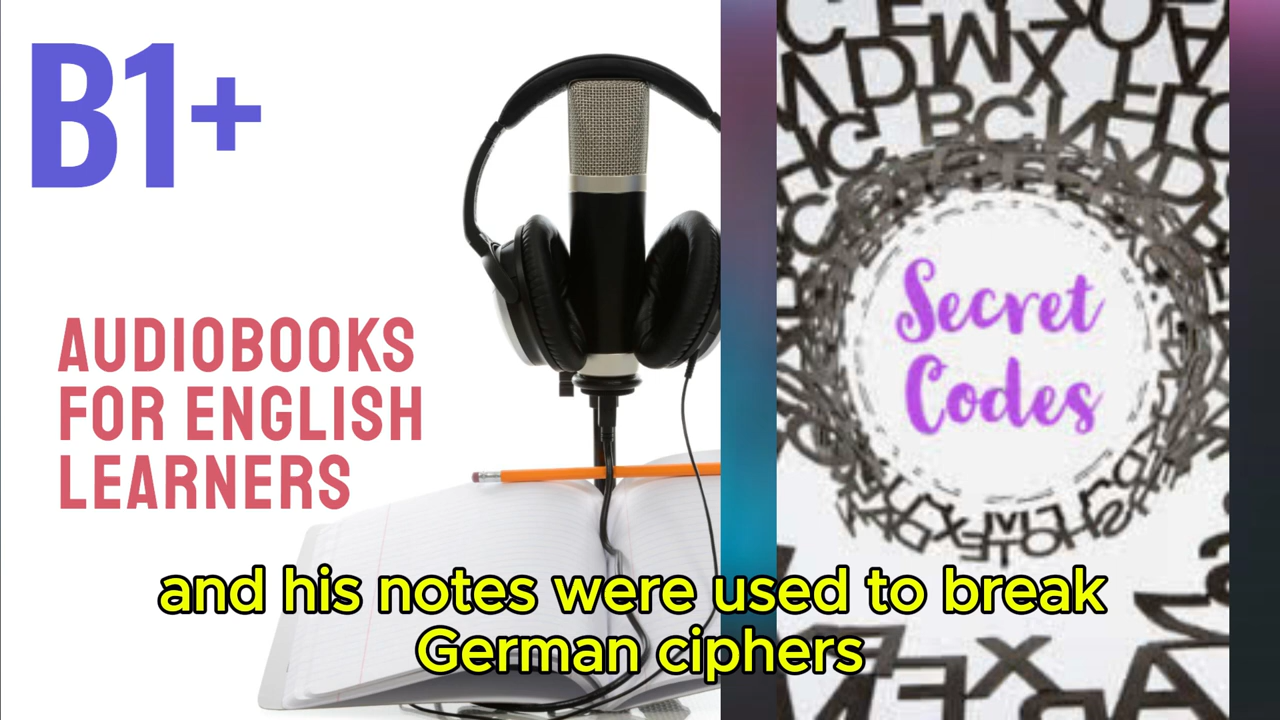 B1+
AUDIOBOOKS
FOR ENGLISH
LEARNERS
Secret
Codes
and his notes were used to break
German ciphers